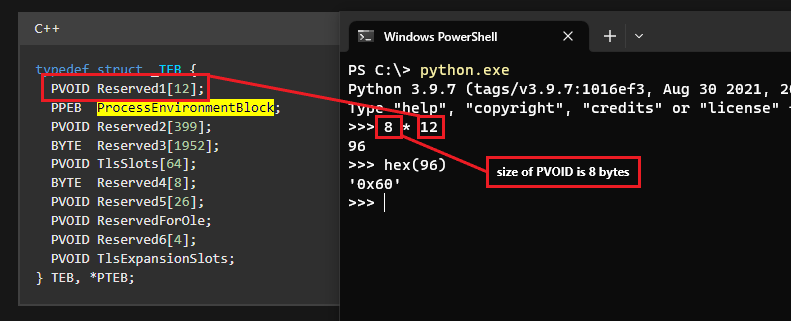 C++
typedef struct _TEB {
PVOID Reserved1[12];
PPEB ProcessEnvironmentBlock;
PVOID Reserved2[399];
BYTE Reserved3[1952];
PVOID TlsSlots[64];
BYTE Reserved4[8];
PVOID Reserved5[26];
PVOID ReservedForOle;
PVOID Reserved6[4];
PVOID TlsExpansionSlots;
} TEB, *PTEB;
Windows PowerShell
PS C:\> python.exe
Python 3.9.7 (tags/v3.9.7:1016ef3, Aug 30 2021, 20
Type "help", "copyright", "credits" or "license"
>>> 8 * 12
96
>>> hex(96)
'0x60'
>>>
size of PVOID is 8 bytes